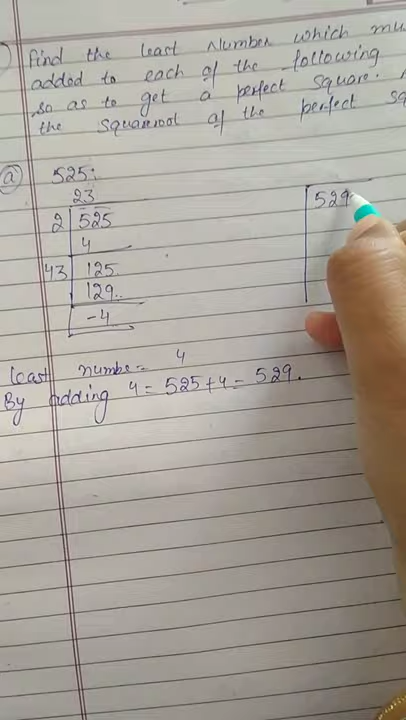 Find the least Number which mu
added to each of the following
so as to get a perfect square.
the squareroot of the perfect sq
a 525:
23
2 525
4
43 125
129
-4
529
least numbe = 4
By adding 4 = 525+4 = 529.